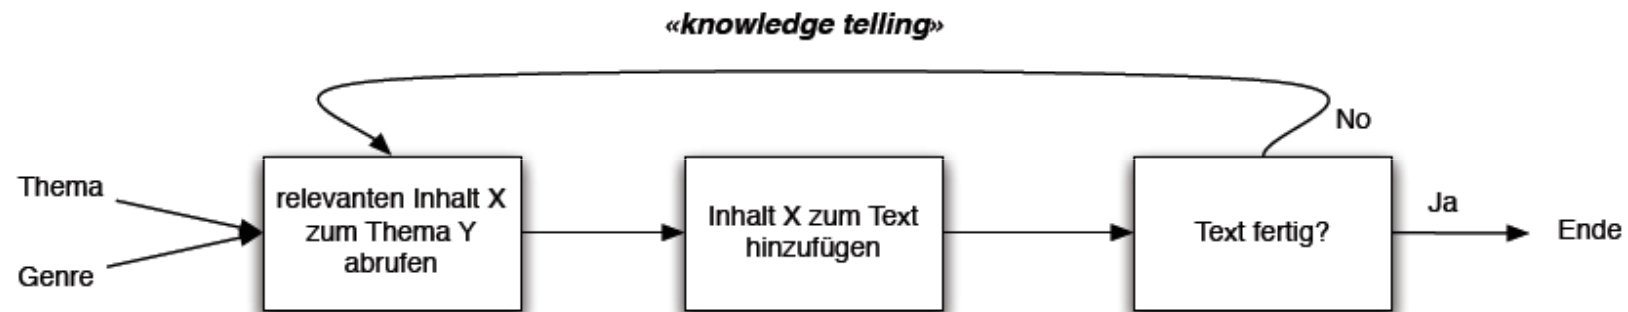 «knowledge telling»
No
Thema
Genre
relevanten Inhalt X
zum Thema Y
abrufen
Inhalt X zum Text
hinzufügen
Text fertig?
Ja
Ende